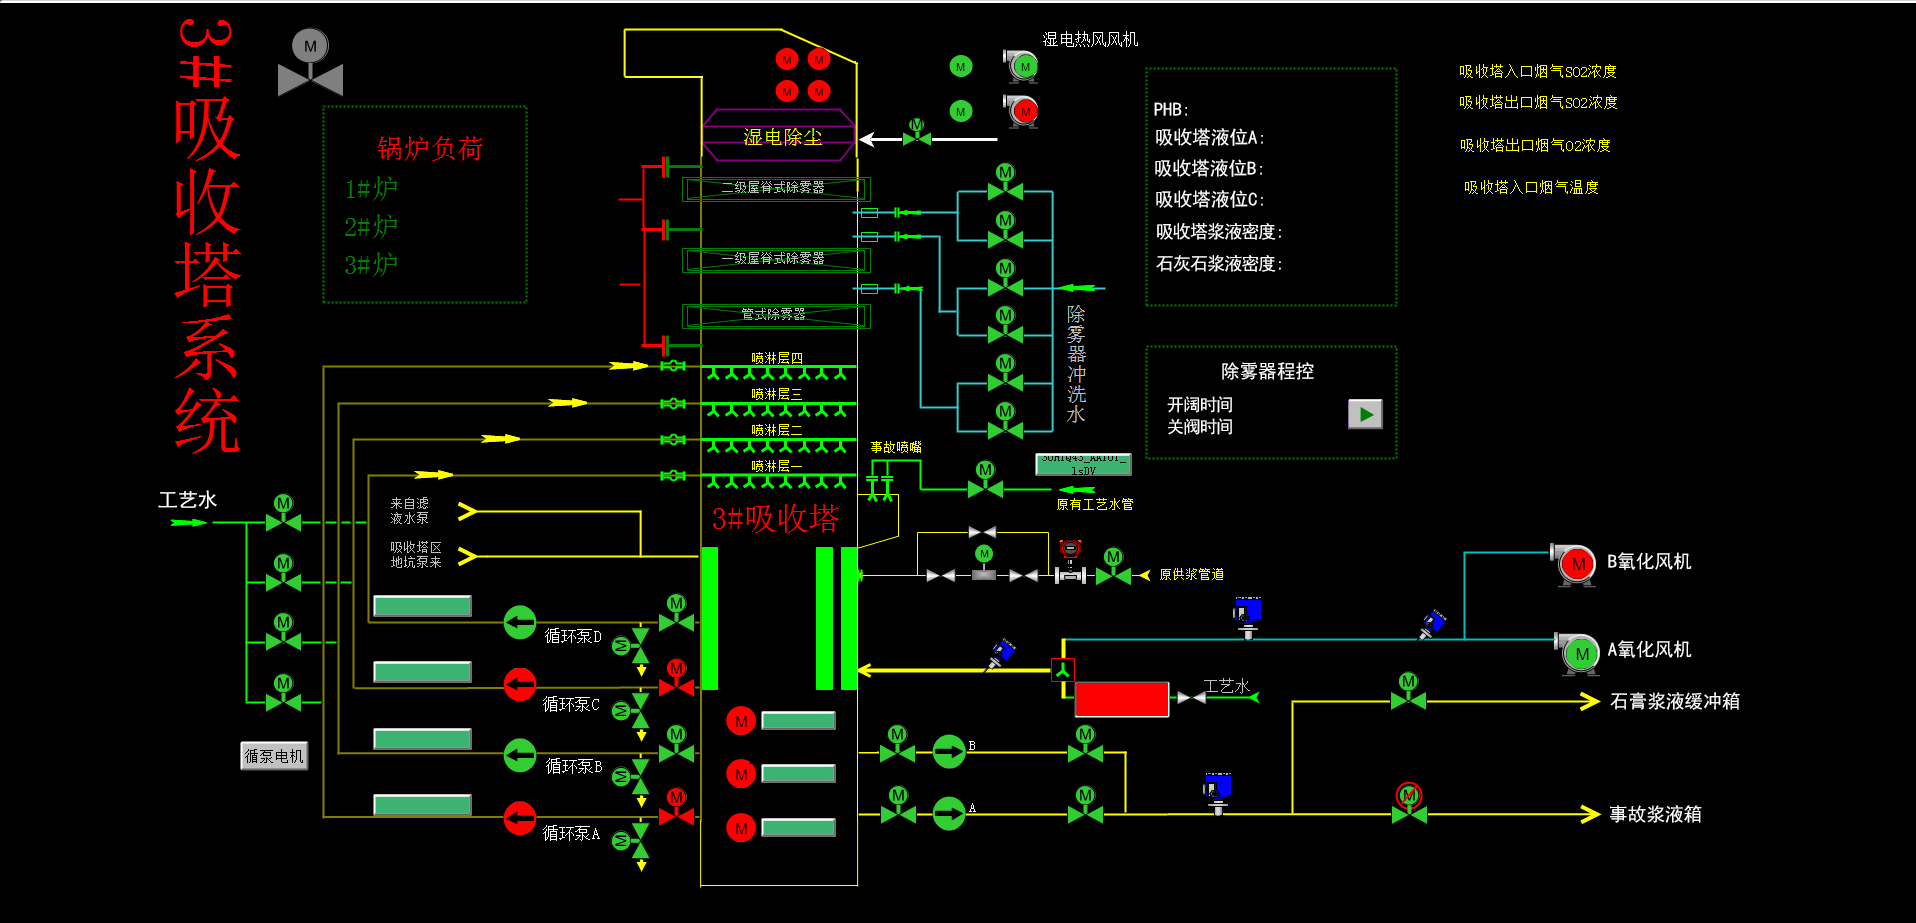 3#吸收塔系统
M
锅炉负荷
1#炉
2#炉
3#炉
M M
M M
湿电除尘
M
M
M
M
湿电热风风机
M
二级屋脊式除雾器
一级屋脊式除雾器
管式除雾器
喷淋层四
喷淋层三
喷淋层二
喷淋层一
3#吸收塔
M
M
M
M
M
M
除雾器冲洗水
PHB:
吸收塔液位A:
吸收塔液位B:
吸收塔液位C:
吸收塔浆液密度:
石灰石浆液密度:
吸收塔入口烟气SO2浓度
吸收塔出口烟气SO2浓度
吸收塔出口烟气O2浓度
吸收塔入口烟气温度
除雾器程控
开阔时间
关阀时间
事故喷嘴
M
30HTQ43_AA101_
1sDV
原有工艺水管
工艺水
M
M
M
M
来自滤
液水泵
吸收塔区
地坑泵来
循泵电机
循环泵D
M
M
循环泵C
M
M
循环泵B
M
M
循环泵A
M
M
M
M
M
M
M
原供浆管道
M
B氧化风机
M
A氧化风机
工艺水
M
石膏浆液缓冲箱
M
B
M
M
A
M
M
事故浆液箱